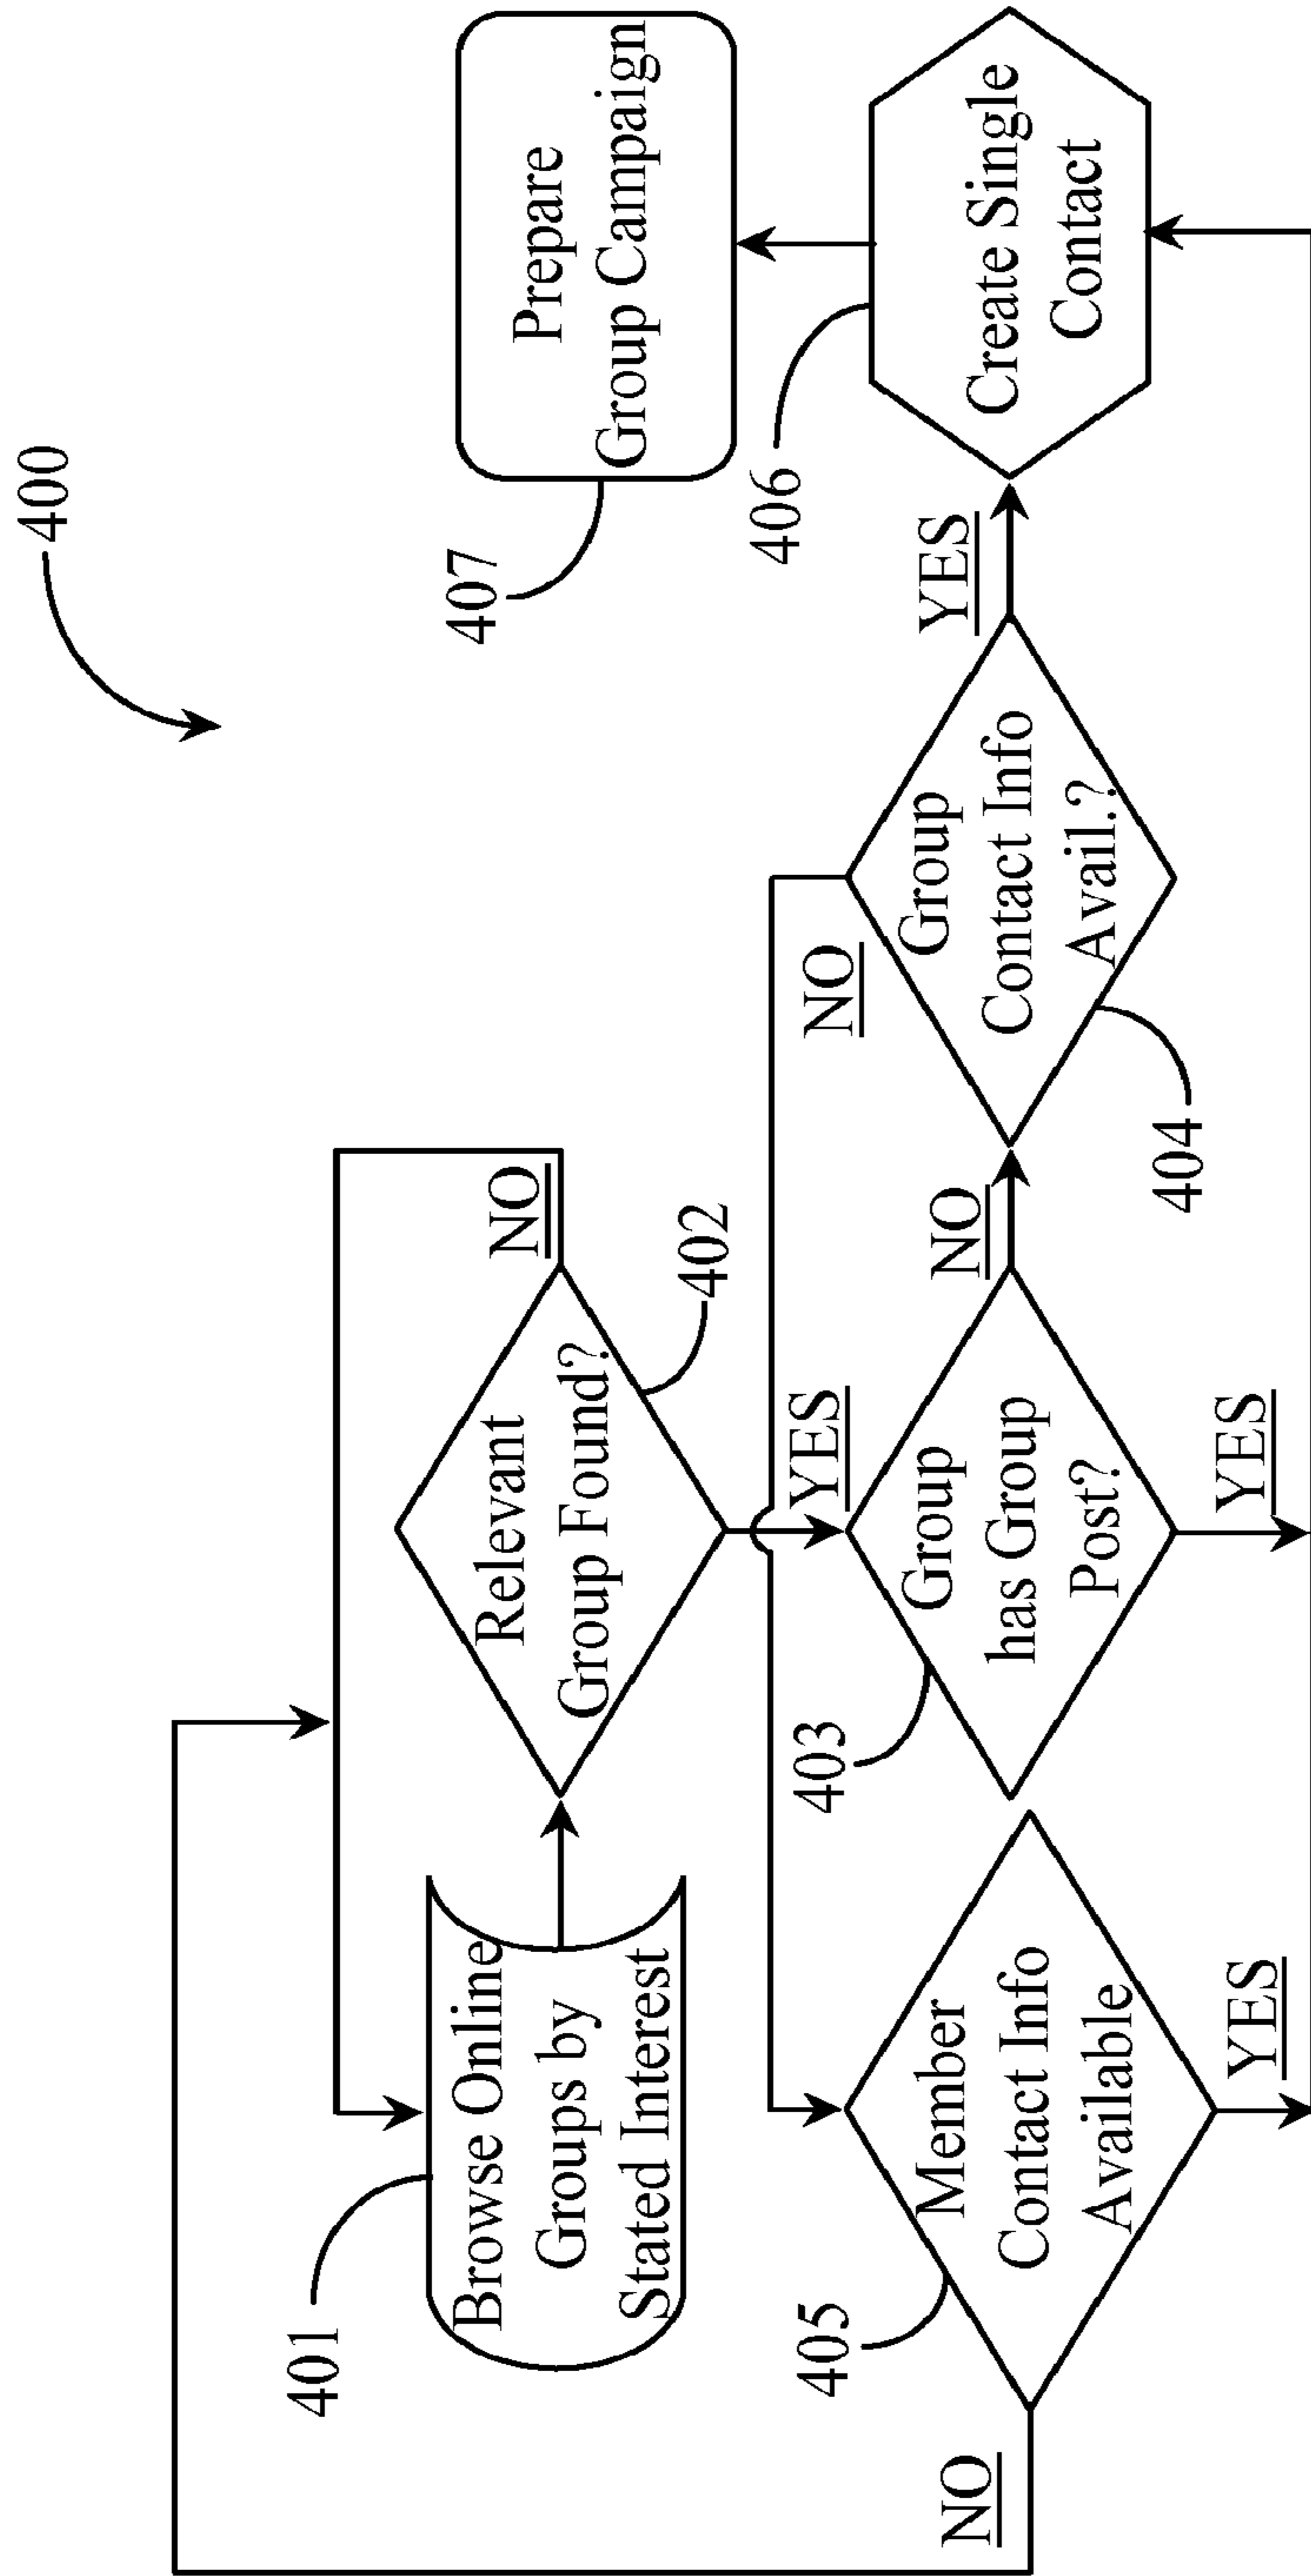 400
401
Browse Online
Groups by
Stated Interest
Relevant
Group Found?
402
NO
YES
407
Prepare
Group Campaign
405
Member
Contact Info
Available
NO
YES
403
Group
has Group
Post?
NO
YES
404
Group
Contact Info
Avail.?
NO
YES
406
Create Single
Contact